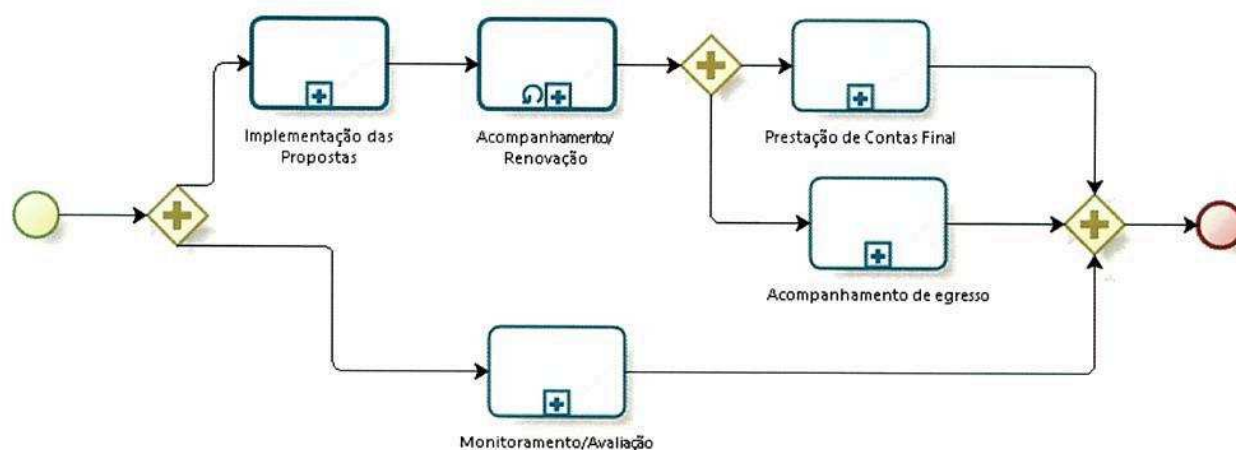 Implementação das
Propostas
Acompanhamento/
Renovação
Prestação de Contas Final
Acompanhamento de egresso
Monitoramento/Avaliação